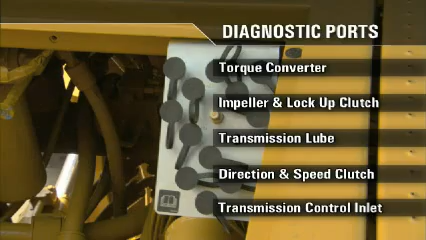 DIAGNOSTIC PORTS
Torque Converter
Impeller & Lock Up Clutch
Transmission Lube
Direction & Speed Clutch
Transmission Control Inlet